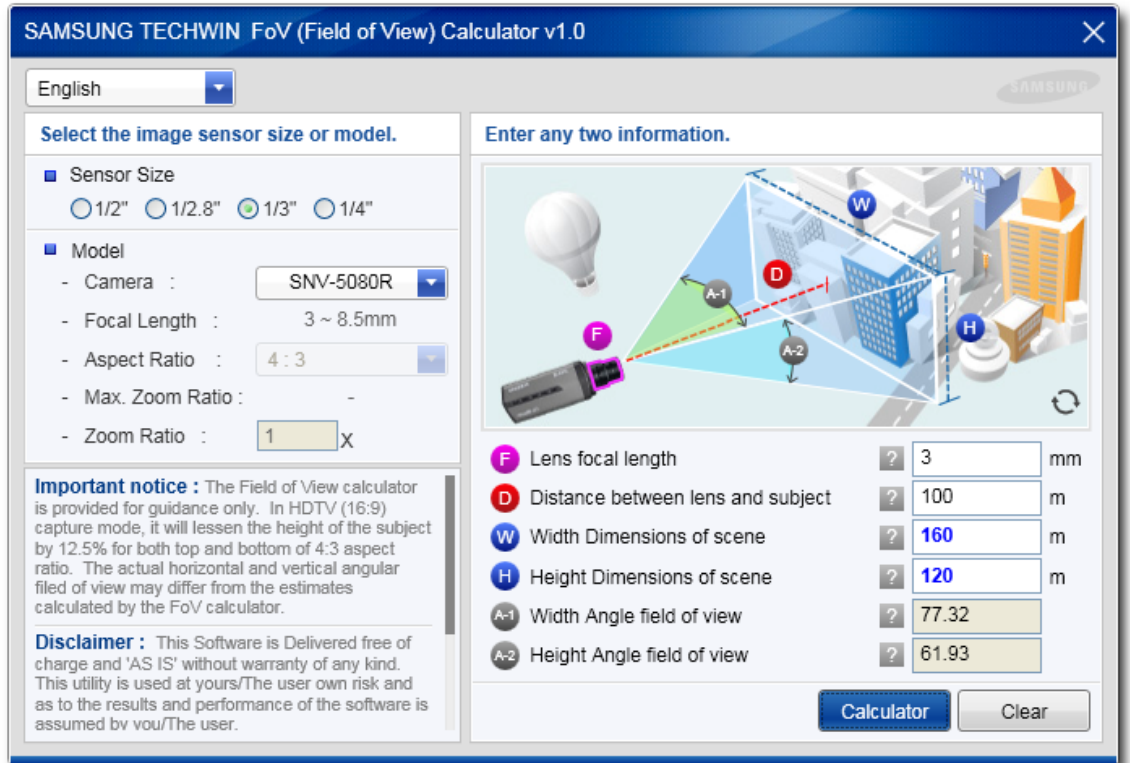 SAMSUNG TECHWIN FoV (Field of View) Calculator v1.0
English
SAMSUNG
Select the image sensor size or model.
Sensor Size
1/2" 1/2.8" 1/3" 1/4"
Model
- Camera : SNV-5080R
- Focal Length : 3 ~ 8.5mm
- Aspect Ratio : 4 : 3
- Max. Zoom Ratio : -
- Zoom Ratio : 1 X
Important notice : The Field of View calculator
is provided for guidance only. In HDTV (16:9)
capture mode, it will lessen the height of the subject
by 12.5% for both top and bottom of 4:3 aspect
ratio. The actual horizontal and vertical angular
filed of view may differ from the estimates
calculated by the FoV calculator.
Disclaimer : This Software is Delivered free of
charge and 'AS IS' without warranty of any kind.
This utility is used at yours/The user own risk and
as to the results and performance of the software is
assumed by you/The user.
Enter any two information.
W
D
A-1
F
H
A-2
F Lens focal length ? 3 mm
D Distance between lens and subject ? 100 m
W Width Dimensions of scene ? 160 m
H Height Dimensions of scene ? 120 m
A-1 Width Angle field of view ? 77.32
A-2 Height Angle field of view ? 61.93
Calculator Clear